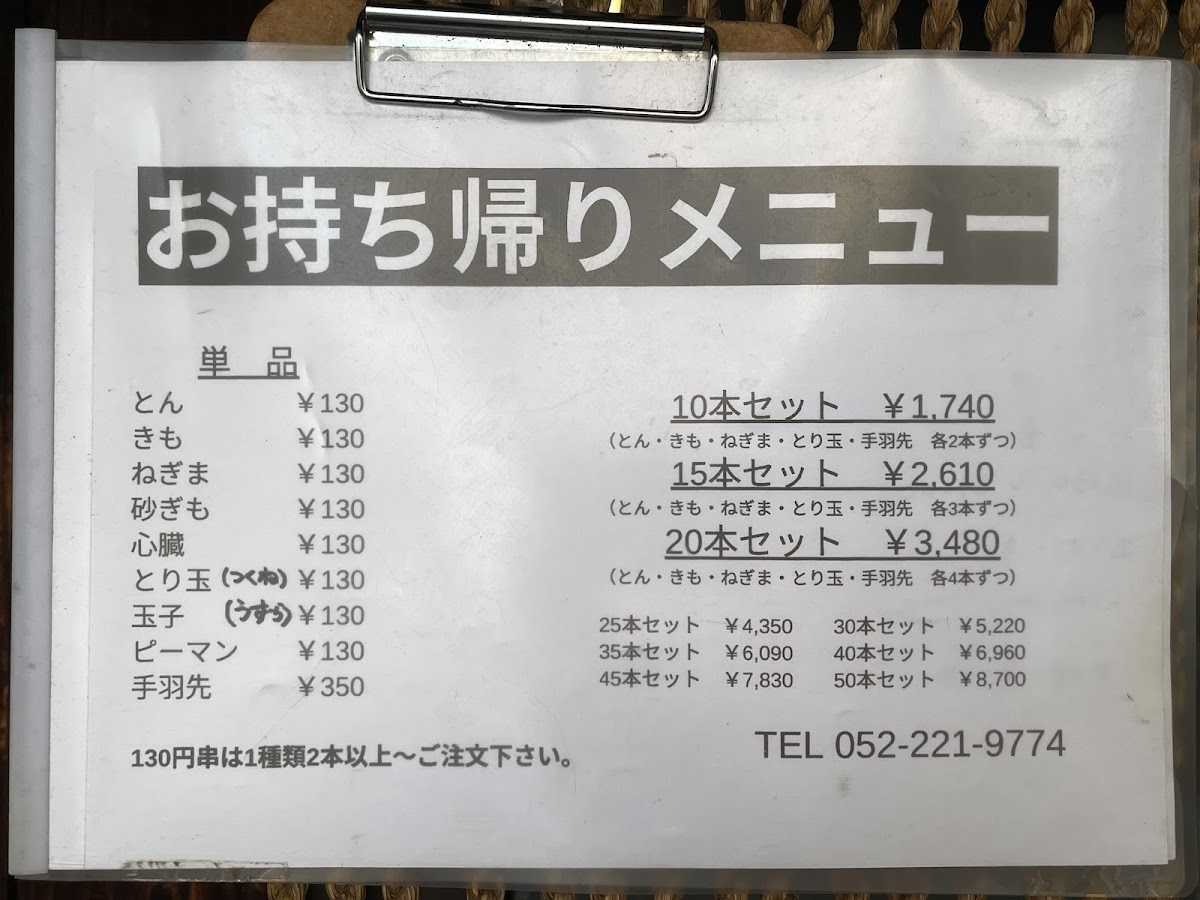 お持ち帰りメニュー
単 品
とん ￥130
きも ￥130
ねぎま ￥130
砂ぎも ￥130
心臓 ￥130
とり玉 (つくね) ￥130
玉子 (うずら) ￥130
ピーマン ￥130
手羽先 ￥350
130円串は1種類2本以上～ご注文下さい。
10本セット ￥1,740
（とん・きも・ねぎま・とり玉・手羽先 各2本ずつ）
15本セット ￥2,610
（とん・きも・ねぎま・とり玉・手羽先 各3本ずつ）
20本セット ￥3,480
（とん・きも・ねぎま・とり玉・手羽先 各4本ずつ）
25本セット ￥4,350 30本セット ￥5,220
35本セット ￥6,090 40本セット ￥6,960
45本セット ￥7,830 50本セット ￥8,700
TEL 052-221-9774